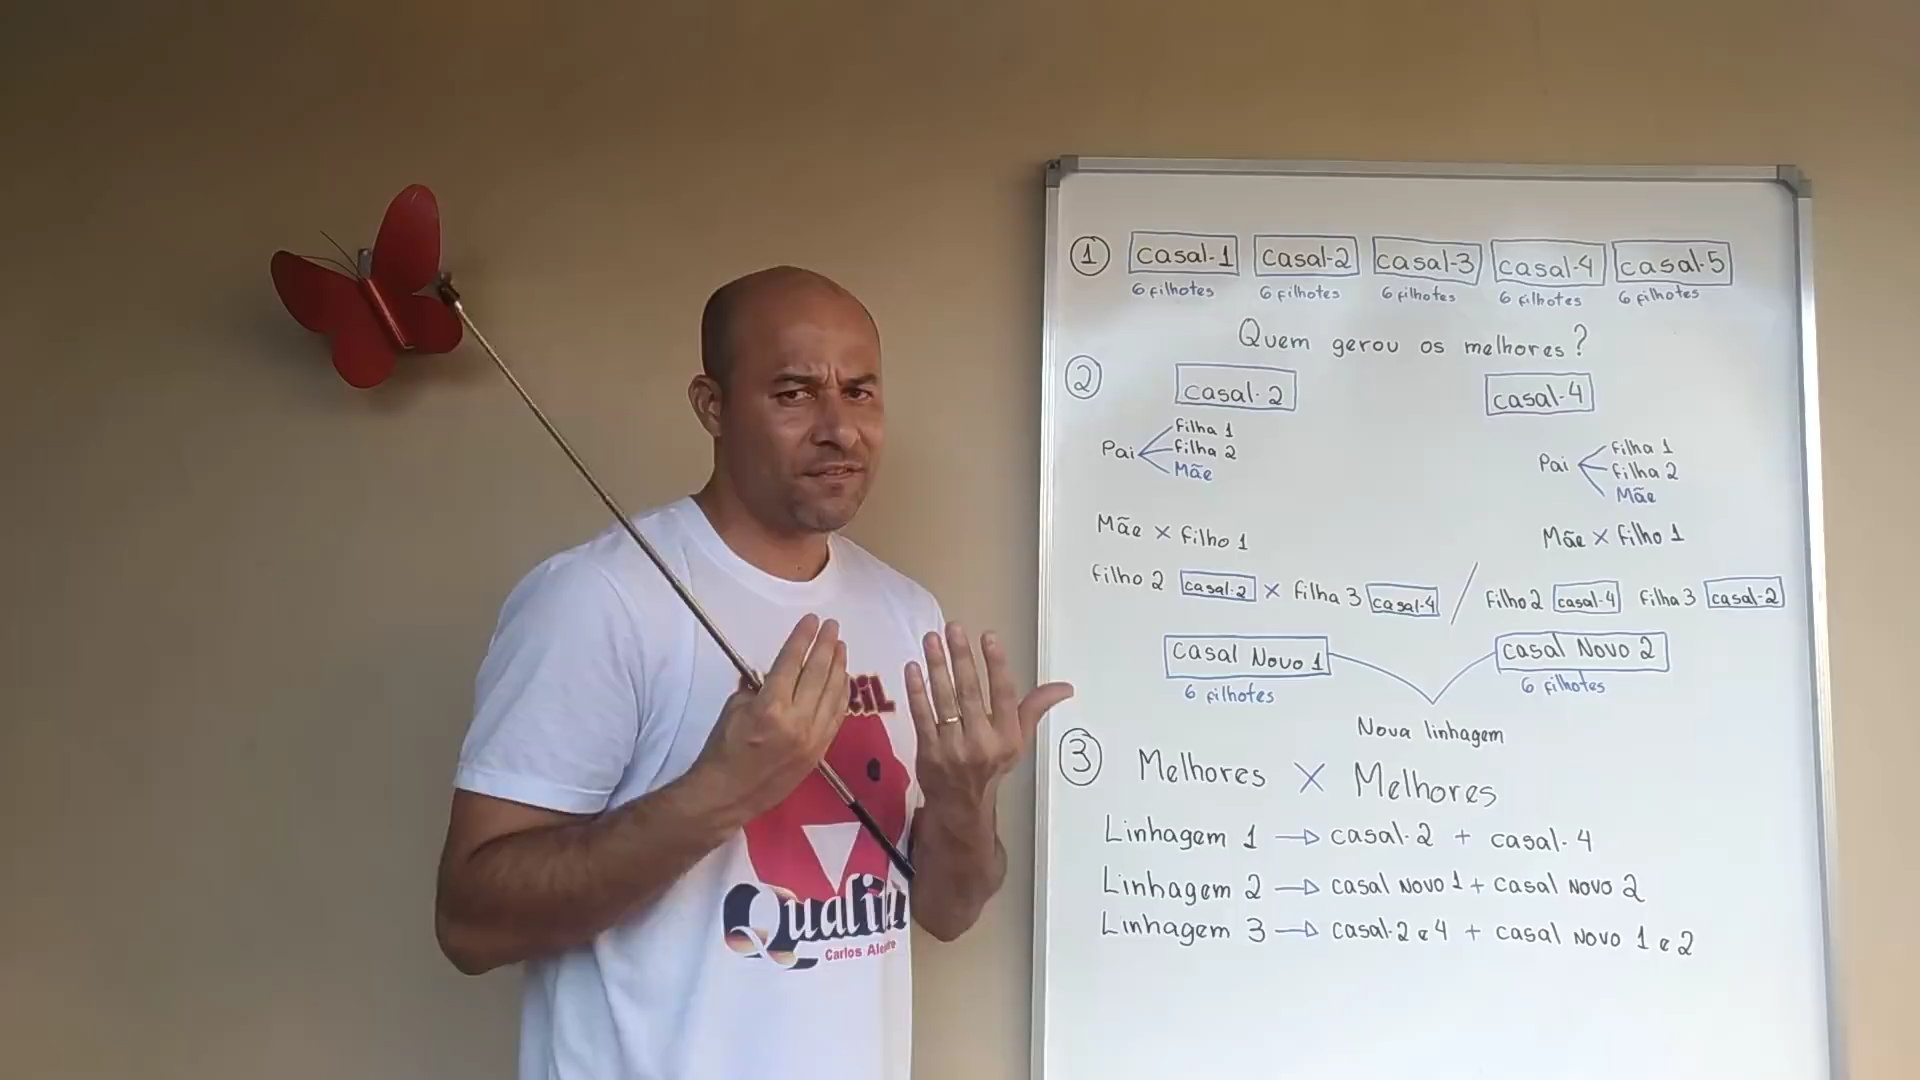 1 casal-1 casal-2 casal-3 casal-4 casal-5
6 filhotes 6 filhotes 6 filhotes 6 filhotes 6 filhotes
Quem gerou os melhores?
2 casal-2 casal-4
Pai Filha 1
Filha 2
Mãe
Pai Filha 1
Filha 2
Mãe
Mãe x Filho 1 Mãe x Filho 1
Filho 2 casal-2 x Filha 3 casal-4 / Filho 2 casal-4 Filha 3 casal-2
casal Novo 1 casal Novo 2
6 filhotes 6 filhotes
Nova linhagem
3 Melhores X Melhores
Linhagem 1 → casal-2 + casal-4
Linhagem 2 → casal Novo 1 + casal Novo 2
Linhagem 3 → casal-2 e 4 + casal Novo 1 e 2
Carlos